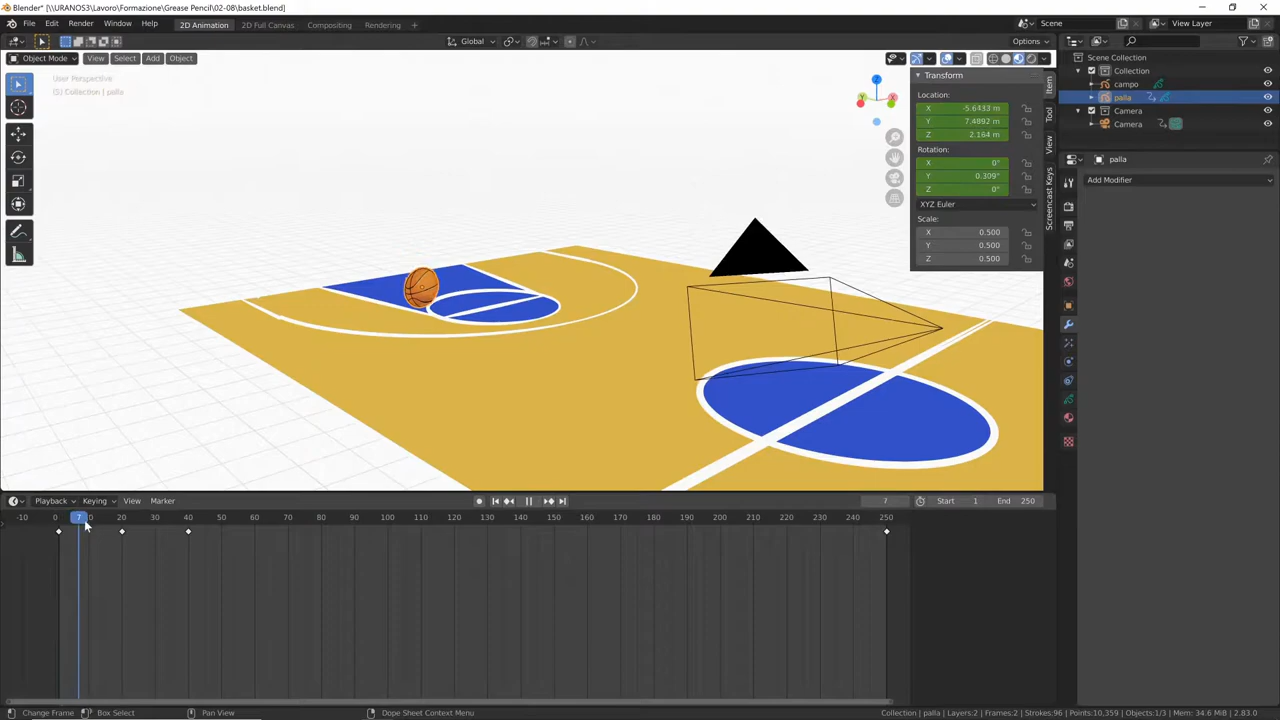 Blender* [\\URANOS3\Lavoro\Formazione\Grease Pencil\02-08\basket.blend]
File Edit Render Window Help 2D Animation 2D Full Canvas Compositing Rendering Scene View Layer
Global Options
Object Mode View Select Add Object
User Perspective
(5) Collection | palla
Transform
Location:
X -5.6433 m
Y 7.4892 m
Z 2.164 m
Rotation:
X 0°
Y 0.309°
Z 0°
XYZ Euler
Scale:
X 0.500
Y 0.500
Z 0.500
Item
Tool
View
Screencast Keys
Z
Y
X
Scene Collection
Collection
campo
palla
Camera
Camera
palla
Add Modifier
Playback Keying View Marker 7 Start 1 End 250
-10 0 7 20 30 40 50 60 70 80 90 100 110 120 130 140 150 160 170 180 190 200 210 220 230 240 250
Change Frame Box Select Pan View Dope Sheet Context Menu Collection | palla | Layers:2 | Frames:2 | Strokes:96 | Points:10,359 | Objects:1/3 | Mem: 34.6 MiB | 2.83.0